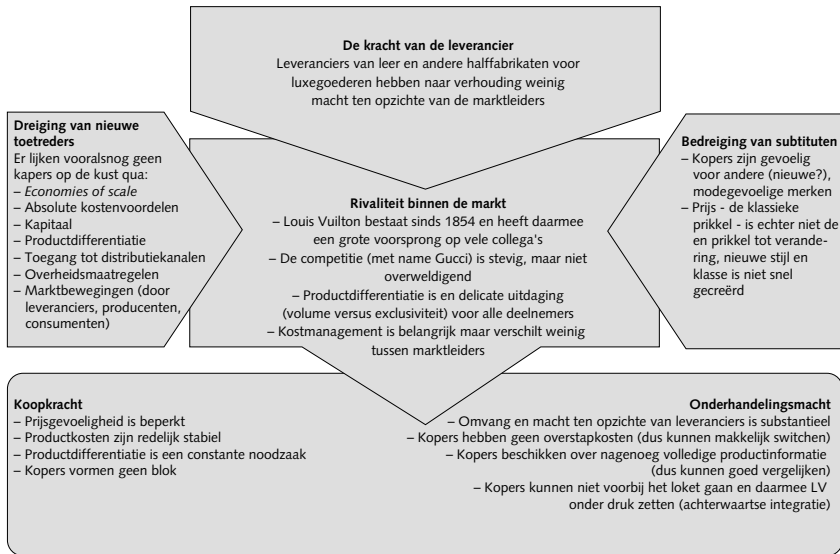 De kracht van de leverancier
Leveranciers van leer en andere halffabrikaten voor
luxegoederen hebben naar verhouding weinig
macht ten opzichte van de marktleiders
Dreiging van nieuwe
toetreders
Er lijken vooralsnog geen
kapers op de kust qua:
– Economies of scale
– Absolute kostenvoordelen
– Kapitaal
– Productdifferentiatie
– Toegang tot distributiekanalen
– Overheidsmaatregelen
– Marktbewegingen (door
leveranciers, producenten,
consumenten)
Rivaliteit binnen de markt
– Louis Vuilton bestaat sinds 1854 en heeft daarmee
een grote voorsprong op vele collega's
– De competitie (met name Gucci) is stevig, maar niet
overweldigend
– Productdifferentiatie is en delicate uitdaging
(volume versus exclusiviteit) voor alle deelnemers
– Kostmanagement is belangrijk maar verschilt weinig
tussen marktleiders
Bedreiging van subtituten
– Kopers zijn gevoelig
voor andere (nieuwe?),
modegevoelige merken
– Prijs - de klassieke
prikkel - is echter niet de
en prikkel tot verande-
ring, nieuwe stijl en
klasse is niet snel
gecreërd
Koopkracht
– Prijsgevoeligheid is beperkt
– Productkosten zijn redelijk stabiel
– Productdifferentiatie is een constante noodzaak
– Kopers vormen geen blok
Onderhandelingsmacht
– Omvang en macht ten opzichte van leveranciers is substantieel
– Kopers hebben geen overstapkosten (dus kunnen makkelijk switchen)
– Kopers beschikken over nagenoeg volledige productinformatie
(dus kunnen goed vergelijken)
– Kopers kunnen niet voorbij het loket gaan en daarmee LV
onder druk zetten (achterwaartse integratie)